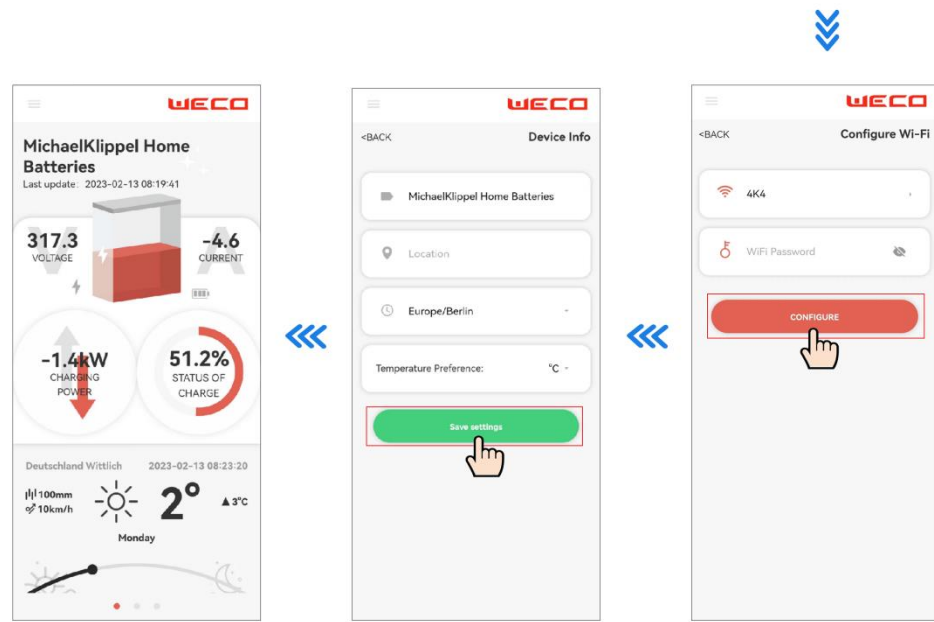 WECO
MichaelKlippel Home
Batteries
Last update: 2023-02-13 08:19:41
317.3
VOLTAGE
-4.6
CURRENT
V
A
-1.4kW
CHARGING
POWER
51.2%
STATUS OF
CHARGE
Deutschland Wittlich 2023-02-13 08:23:20
100mm
10km/h
2°
▲3°C
Monday
WECO
<BACK Device Info
MichaelKlippel Home Batteries
Location
Europe/Berlin
Temperature Preference: °C
Save settings
WECO
<BACK Configure Wi-Fi
4K4
WiFi Password
CONFIGURE